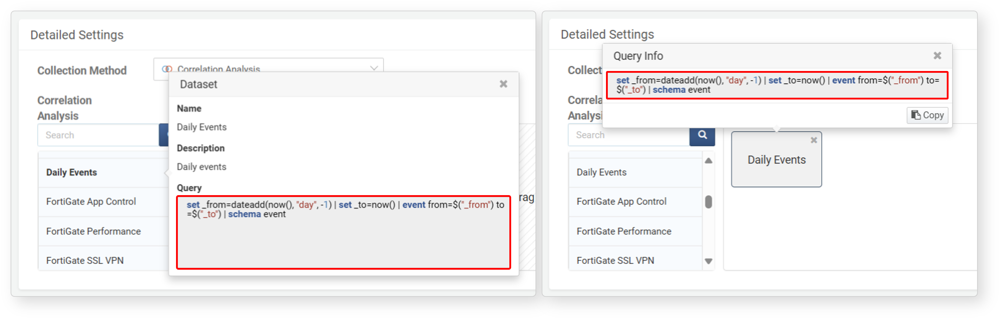 Detailed Settings
Collection Method
Correlation Analysis
Dataset
Correlation
Analysis
Name
Search
Daily Events
Description
Daily Events
Daily events
Query
FortiGate App Control
set _from=dateadd(now(), "day", -1) | set _to=now() | event from=$("_from") to
=$("_to") | schema event
rag
FortiGate Performance
FortiGate SSL VPN
Detailed Settings
Query Info
Collect
set _from=dateadd(now(), "day", -1) | set _to=now() | event from=$("_from") to=
$("_to") | schema event
Correla
Analysi
Copy
Search
Daily Events
Daily Events
FortiGate App Control
FortiGate Performance
FortiGate SSL VPN